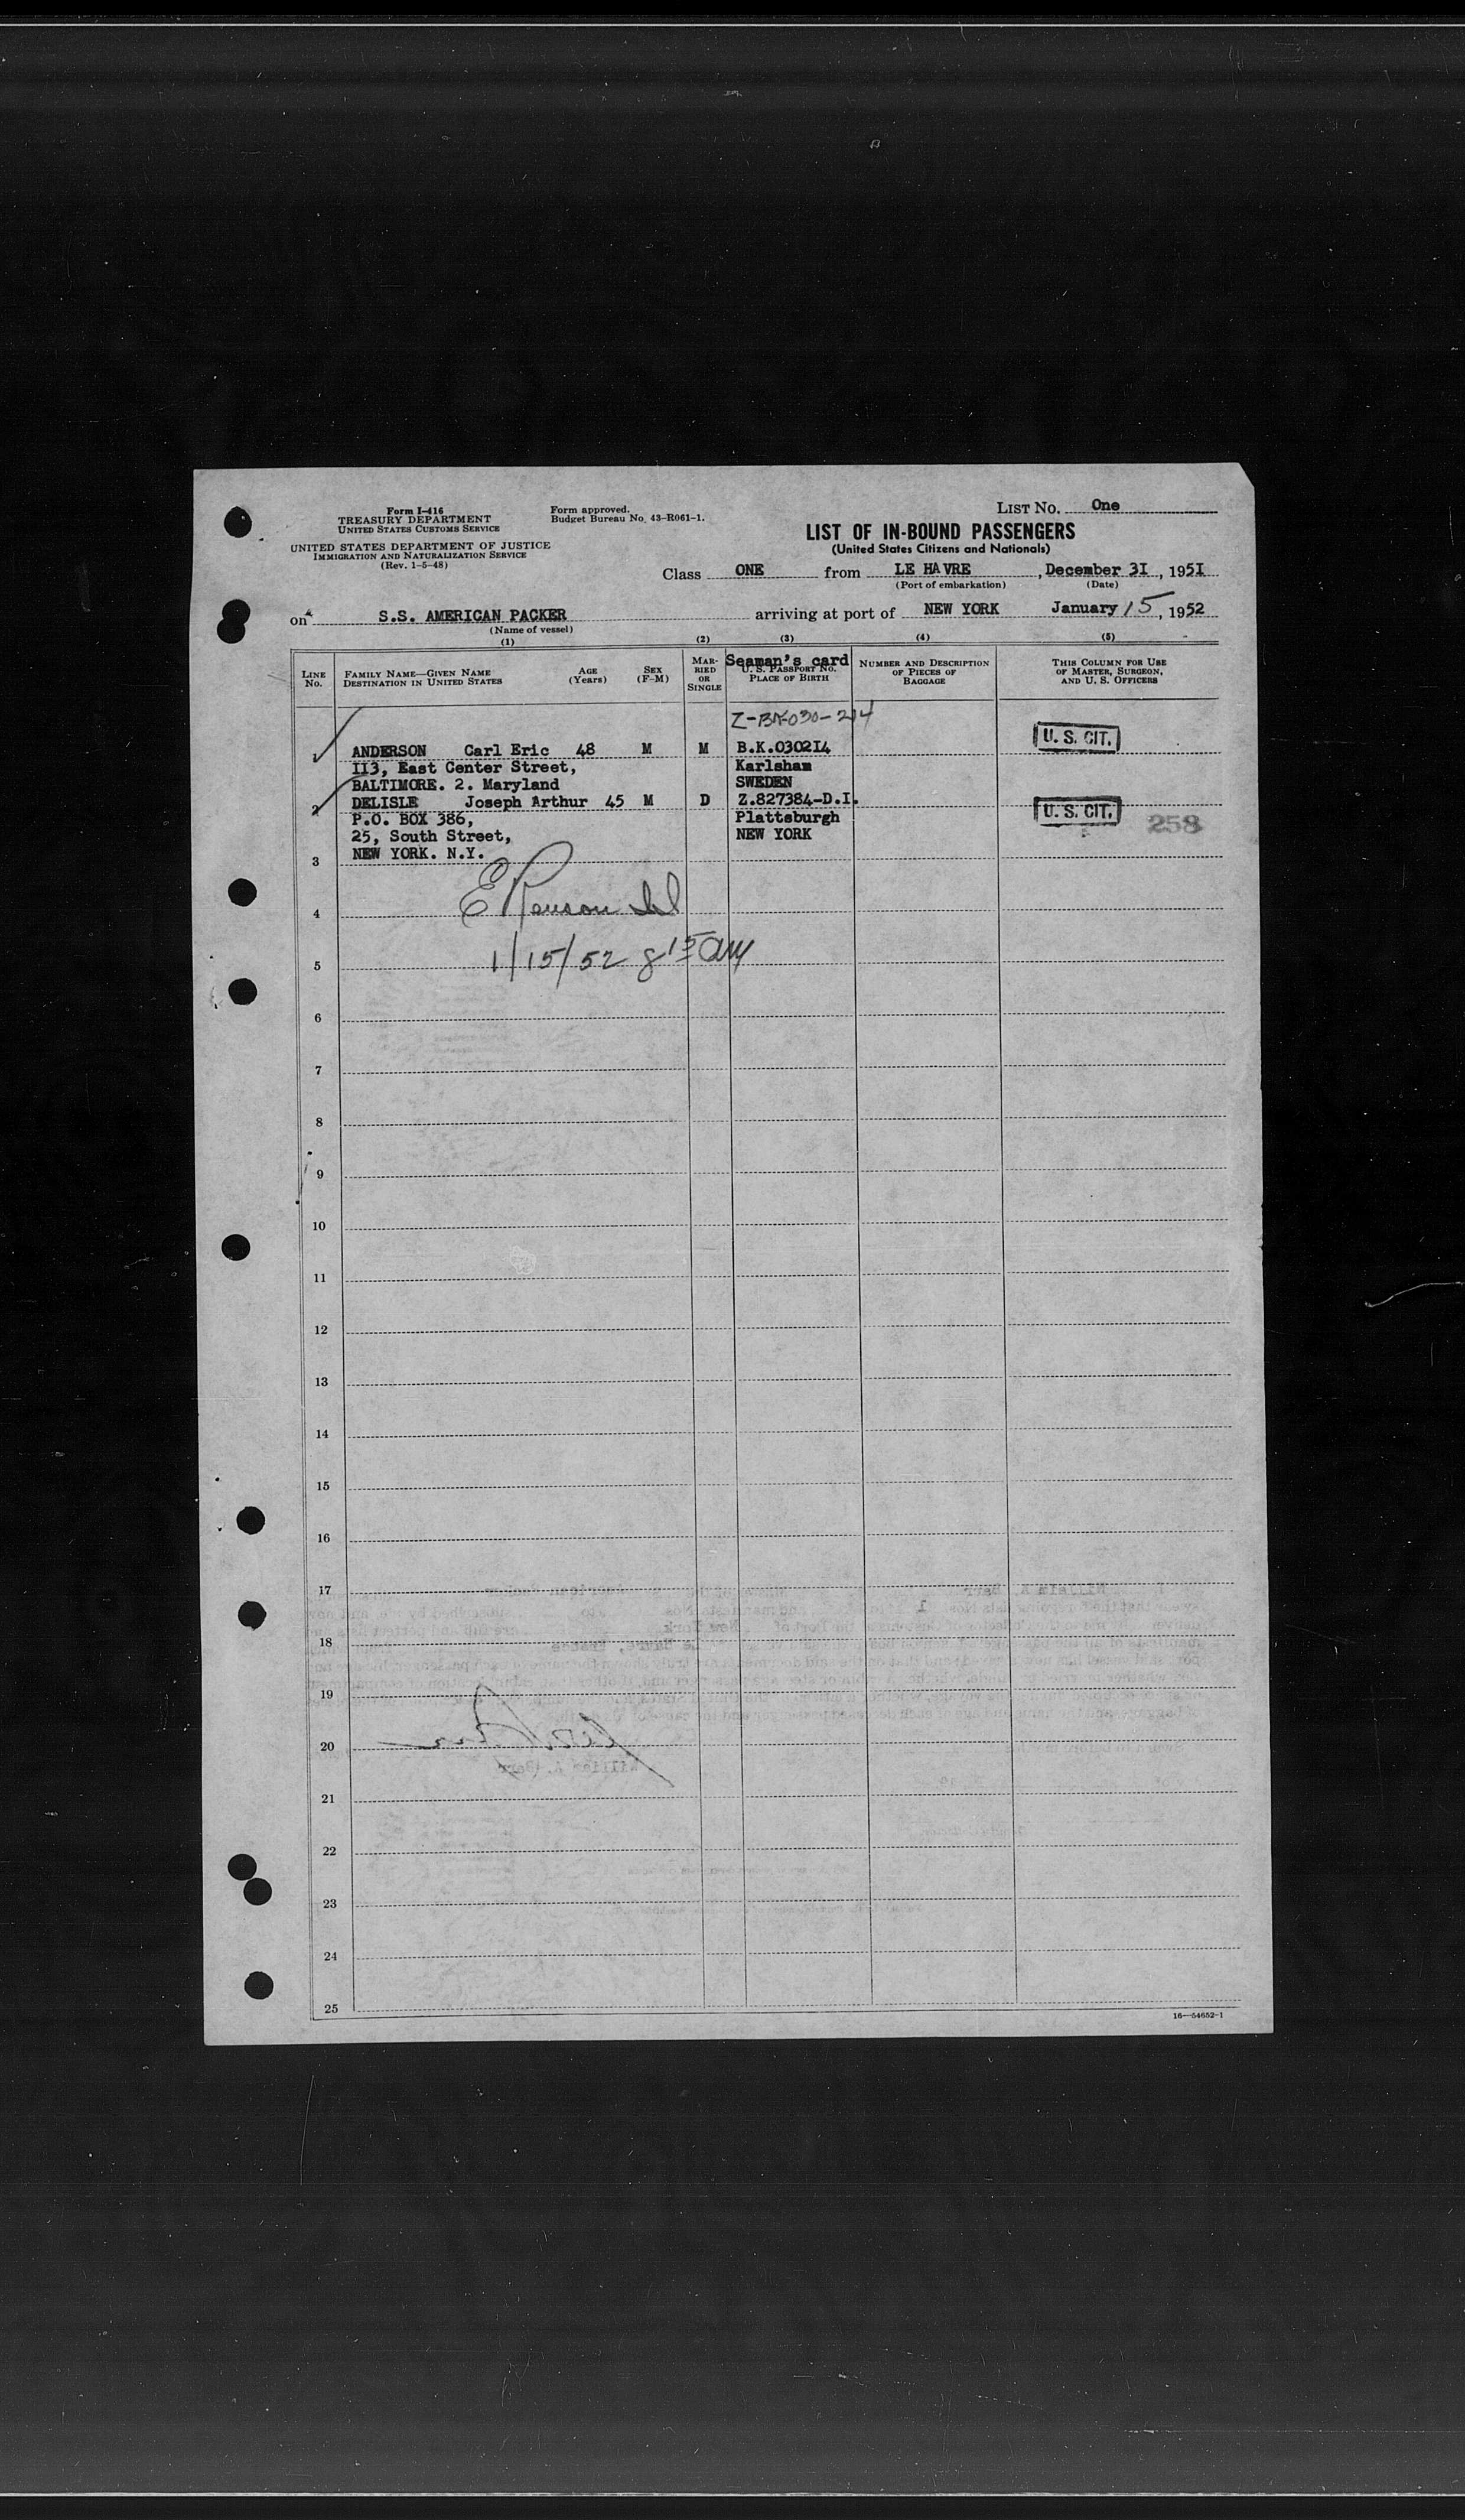 Form I-416
TREASURY DEPARTMENT
UNITED STATES CUSTOMS SERVICE
UNITED STATES DEPARTMENT OF JUSTICE
IMMIGRATION AND NATURALIZATION SERVICE
(Rev. 1-5-48)
Form approved.
Budget Bureau No. 43-R061-1.
LIST NO. One
LIST OF IN-BOUND PASSENGERS
(United States Citizens and Nationals)
Class ONE from LE HAVRE, December 3I, 195I
(Port of embarkation) (Date)
on S.S. AMERICAN PACKER arriving at port of NEW YORK January 15, 1952
(Name of vessel)
(1) (2) (3) (4) (5)
LINE NO.
FAMILY NAME—GIVEN NAME
DESTINATION IN UNITED STATES
AGE
(Years)
SEX
(F-M)
MARRIED OR SINGLE
Seaman's card
U. S. PASSPORT NO.
PLACE OF BIRTH
NUMBER AND DESCRIPTION
OF PIECES OF
BAGGAGE
THIS COLUMN FOR USE
OF MASTER, SURGEON,
AND U. S. OFFICERS
1 ANDERSON Carl Eric 48 M M B.K.0302I4 U. S. CIT.
II3, East Center Street, Karlsham
BALTIMORE. 2. Maryland SWEDEN
2 DELISLE Joseph Arthur 45 M D Z.827384-D.I. U. S. CIT.
P.O. BOX 386, Plattsburgh 258
25, South Street, NEW YORK
NEW YORK. N.Y.
3
4
1/15/52 8 15 AM
5
6
7
8
9
10
11
12
13
14
15
16
17
18
19
20
21
22
23
24
25
16—54652-1